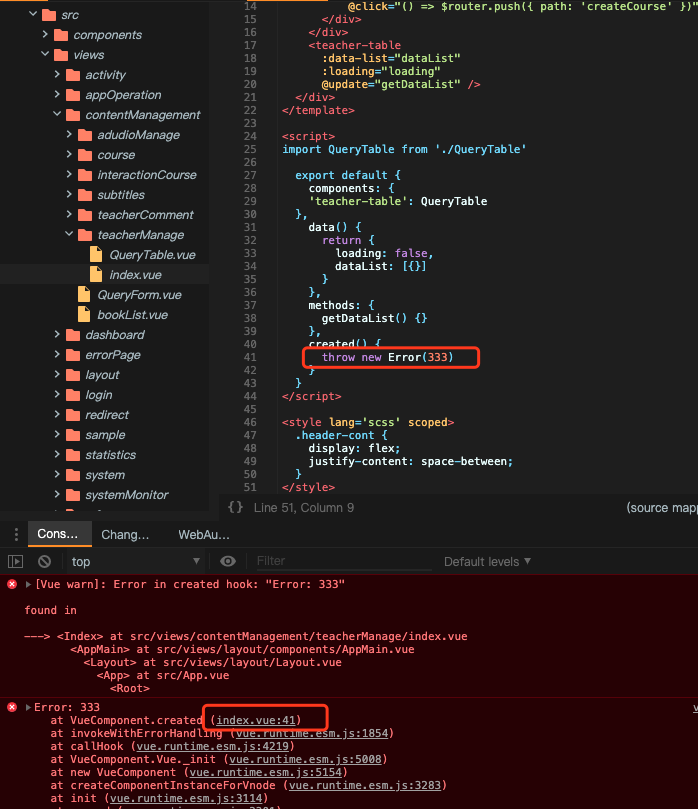 src
components
views
activity
appOperation
contentManagement
adudioManage
course
interactionCourse
subtitles
teacherComment
teacherManage
QueryTable.vue
index.vue
QueryForm.vue
bookList.vue
dashboard
errorPage
layout
login
redirect
sample
statistics
system
systemMonitor
14 @click="() => $router.push({ path: 'createCourse' })"
15 </div>
16 </div>
17 <teacher-table
18 :data-list="dataList"
19 :loading="loading"
20 @update="getDataList" />
21 </div>
22 </template>
23
24 <script>
25 import QueryTable from './QueryTable'
26
27 export default {
28 components: {
29 'teacher-table': QueryTable
30 },
31 data() {
32 return {
33 loading: false,
34 dataList: [{}]
35 }
36 },
37 methods: {
38 getDataList() {}
39 },
40 created() {
41 throw new Error(333)
42 }
43 }
44 </script>
45
46 <style lang='scss' scoped>
47 .header-cont {
48 display: flex;
49 justify-content: space-between;
50 }
51 </style>
{} Line 51, Column 9 (source mapp
Cons... Chang... WebAu...
top Filter Default levels ▼
[Vue warn]: Error in created hook: "Error: 333"
found in
---> <Index> at src/views/contentManagement/teacherManage/index.vue
<AppMain> at src/views/layout/components/AppMain.vue
<Layout> at src/views/layout/Layout.vue
<App> at src/App.vue
<Root>
Error: 333 v
at VueComponent.created (index.vue:41)
at invokeWithErrorHandling (vue.runtime.esm.js:1854)
at callHook (vue.runtime.esm.js:4219)
at VueComponent.Vue._init (vue.runtime.esm.js:5008)
at new VueComponent (vue.runtime.esm.js:5154)
at createComponentInstanceForVnode (vue.runtime.esm.js:3283)
at init (vue.runtime.esm.js:3114)